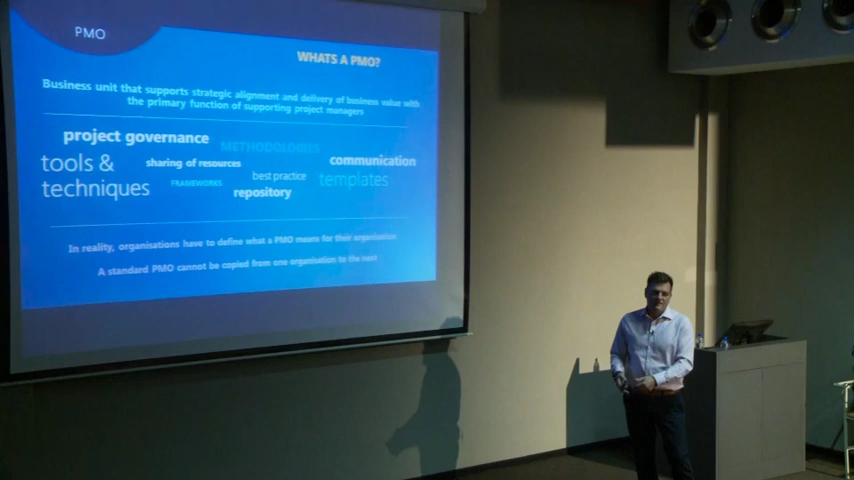 PMO
WHATS A PMO?
Business unit that supports strategic alignment and delivery of business value with
the primary function of supporting project managers
project governance
METHODOLOGIES
tools &
techniques
sharing of resources
communication
FRAMEWORKS
best practice
templates
repository
In reality, organisations have to define what a PMO means for their organisation
A standard PMO cannot be copied from one organisation to the next